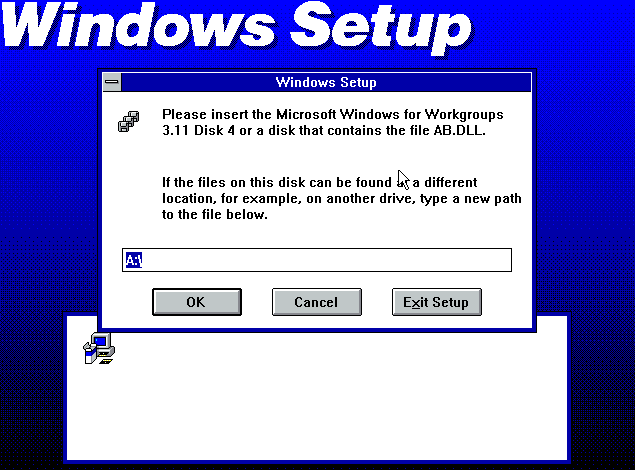 Windows Setup
Windows Setup
Please insert the Microsoft Windows for Workgroups
3.11 Disk 4 or a disk that contains the file AB.DLL.
If the files on this disk can be found at a different
location, for example, on another drive, type a new path
to the file below.
A:\
OK Cancel Exit Setup